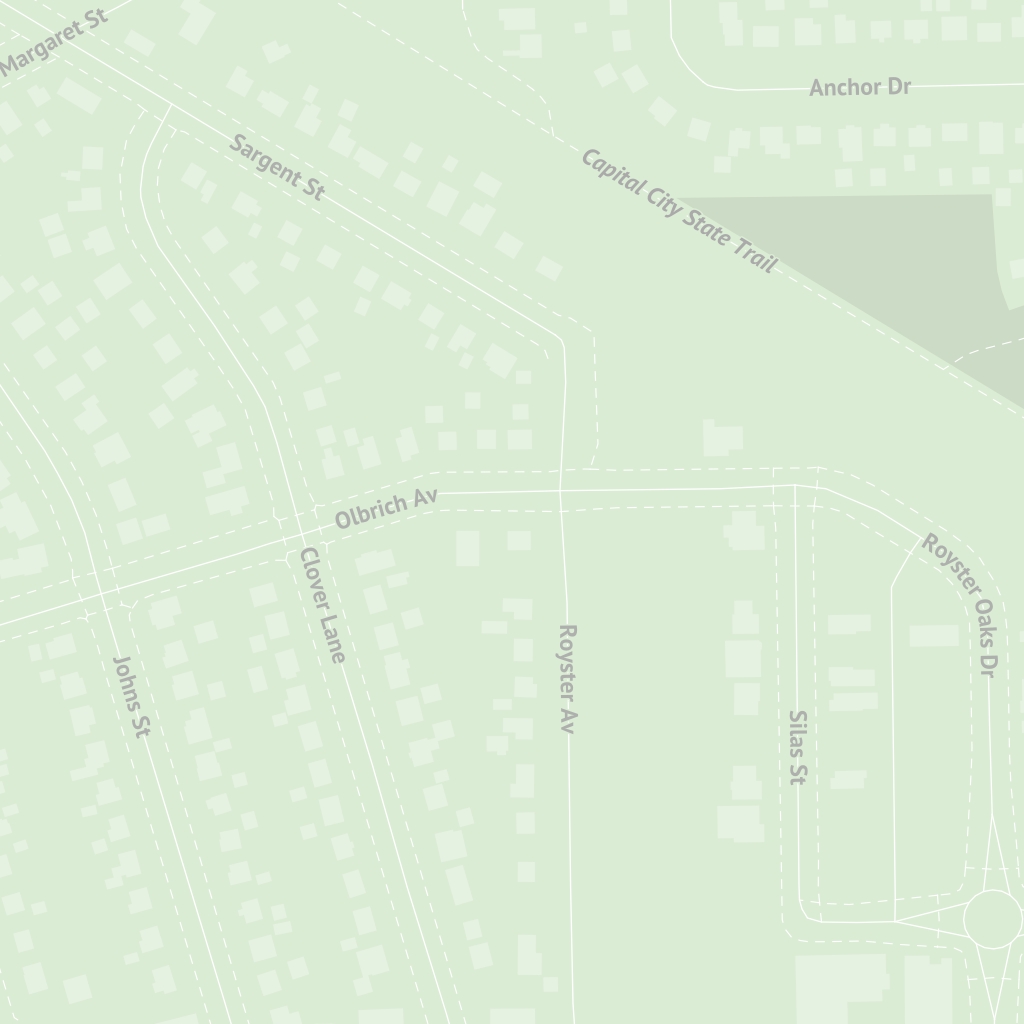 Margaret St
Anchor Dr
Sargent St
Capital City State Trail
Olbrich Av
Clover Lane
Royster Oaks Dr
Royster Av
Johns St
Silas St